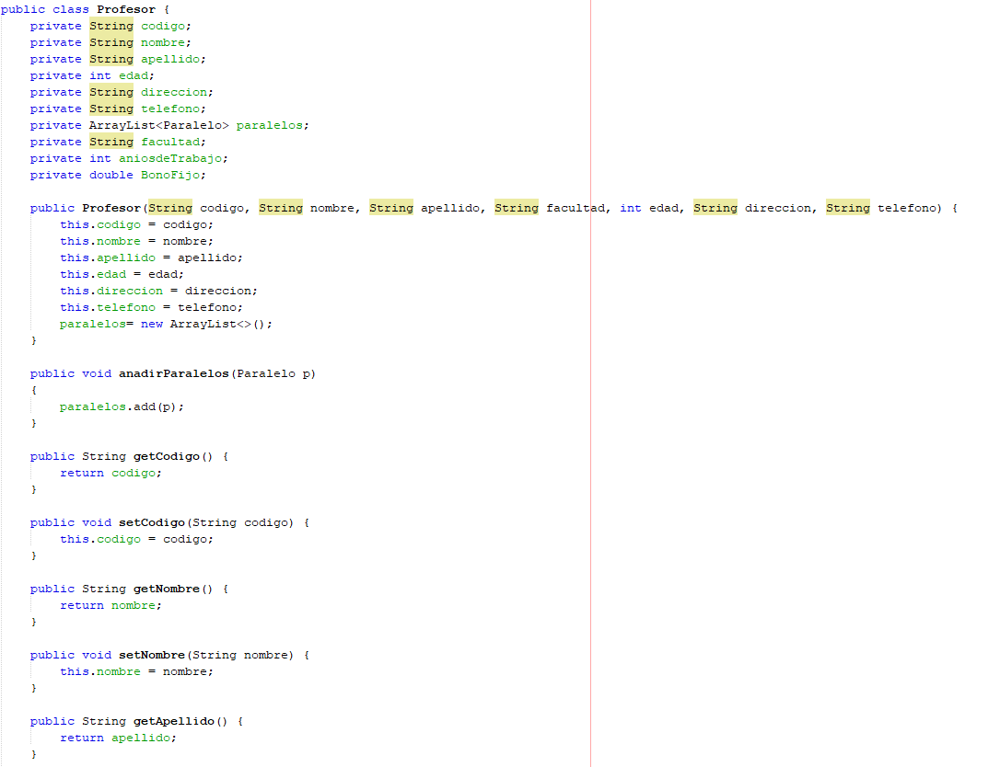 public class Profesor {
private String codigo;
private String nombre;
private String apellido;
private int edad;
private String direccion;
private String telefono;
private ArrayList<Paralelo> paralelos;
private String facultad;
private int aniosdeTrabajo;
private double BonoFijo;
public Profesor(String codigo, String nombre, String apellido, String facultad, int edad, String direccion, String telefono) {
this.codigo = codigo;
this.nombre = nombre;
this.apellido = apellido;
this.edad = edad;
this.direccion = direccion;
this.telefono = telefono;
paralelos= new ArrayList<>();
}
public void anadirParalelos(Paralelo p)
{
paralelos.add(p);
}
public String getCodigo() {
return codigo;
}
public void setCodigo(String codigo) {
this.codigo = codigo;
}
public String getNombre() {
return nombre;
}
public void setNombre(String nombre) {
this.nombre = nombre;
}
public String getApellido() {
return apellido;
}